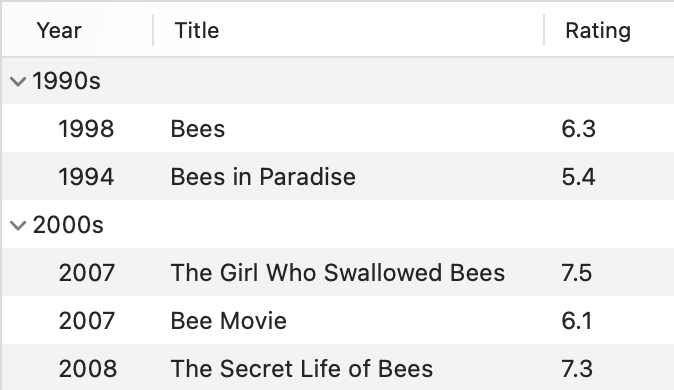 Year Title Rating
1990s
1998 Bees 6.3
1994 Bees in Paradise 5.4
2000s
2007 The Girl Who Swallowed Bees 7.5
2007 Bee Movie 6.1
2008 The Secret Life of Bees 7.3